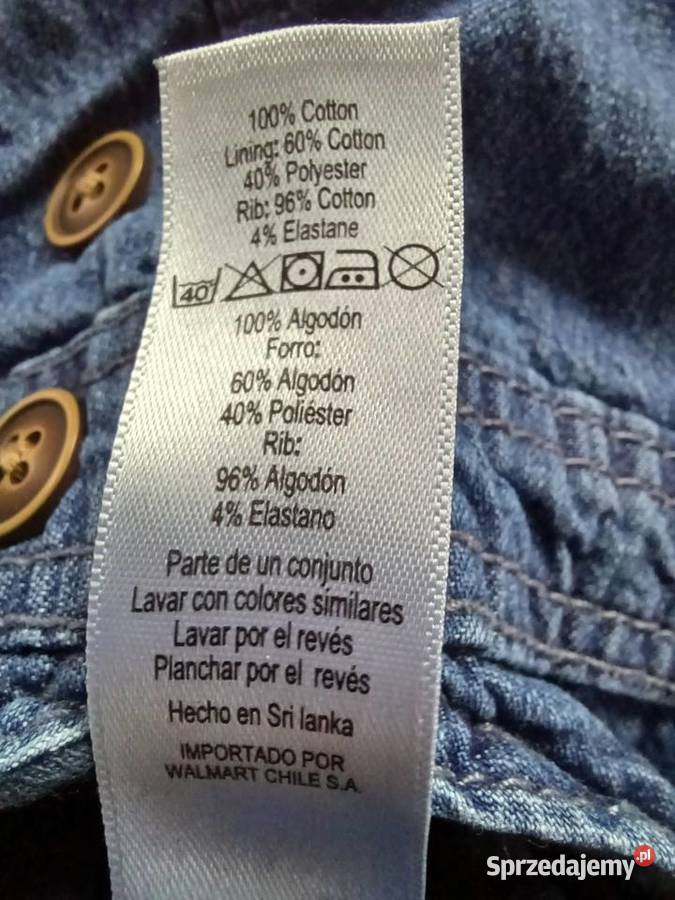 100% Cotton
Lining: 60% Cotton
40% Polyester
Rib: 96% Cotton
4% Elastane
40
100% Algodón
Forro:
60% Algodón
40% Poliéster
Rib:
96% Algodón
4% Elastano
Parte de un conjunto
Lavar con colores similares
Lavar por el revés
Planchar por el revés
Hecho en Sri lanka
IMPORTADO POR
WALMART CHILE S.A.
Sprzedajemy.pl